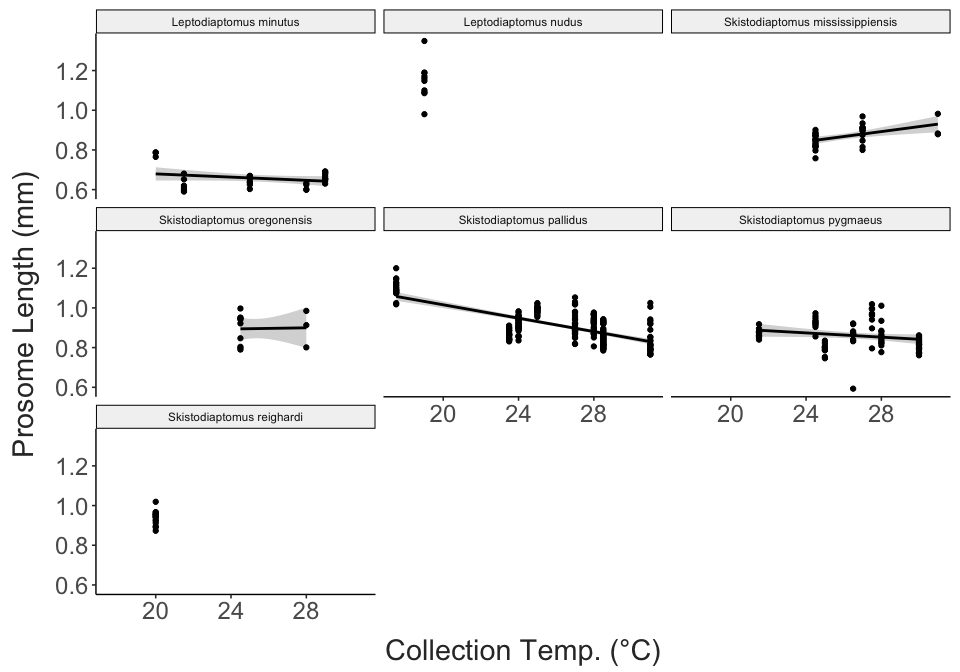 Leptodiaptomus minutus
Leptodiaptomus nudus
Skistodiaptomus mississippiensis
1.2
1.0
0.8
0.6
Skistodiaptomus oregonensis
Skistodiaptomus pallidus
Skistodiaptomus pygmaeus
1.2
1.0
0.8
0.6
20 24 28
20 24 28
Skistodiaptomus reighardi
1.2
1.0
0.8
0.6
20 24 28
Prosome Length (mm)
Collection Temp. (°C)